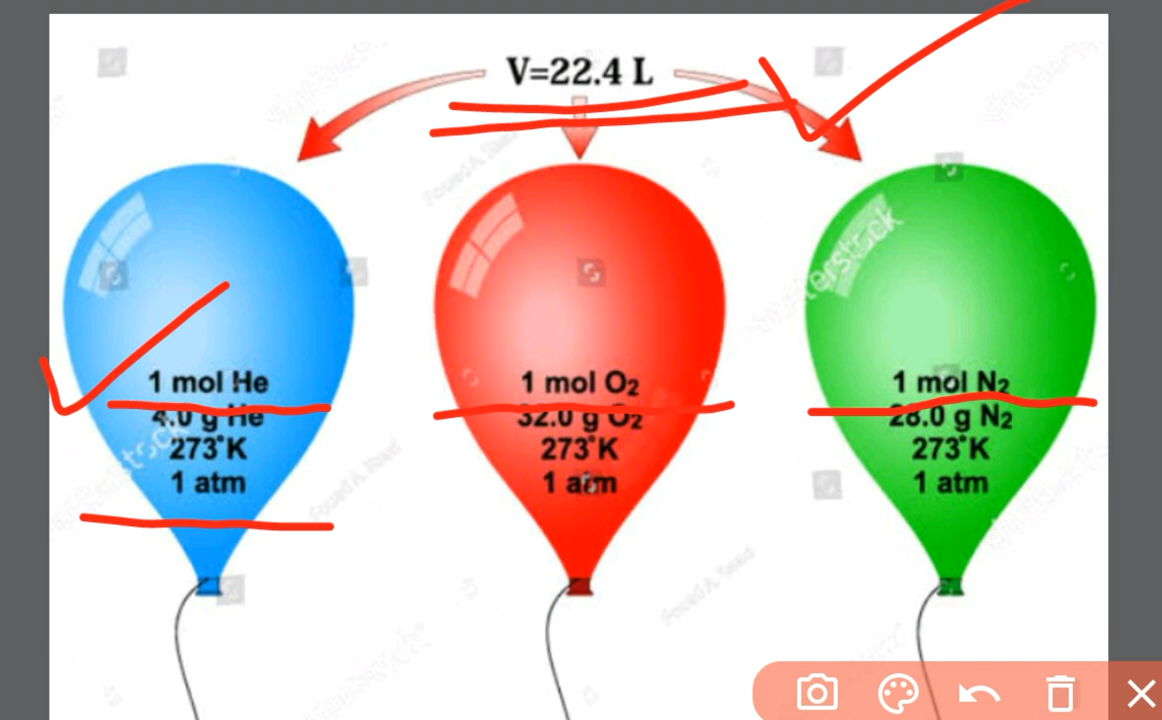 V=22.4 L
1 mol He
4.0 g He
273°K
1 atm
1 mol O₂
32.0 g O₂
273°K
1 atm
1 mol N₂
28.0 g N₂
273°K
1 atm